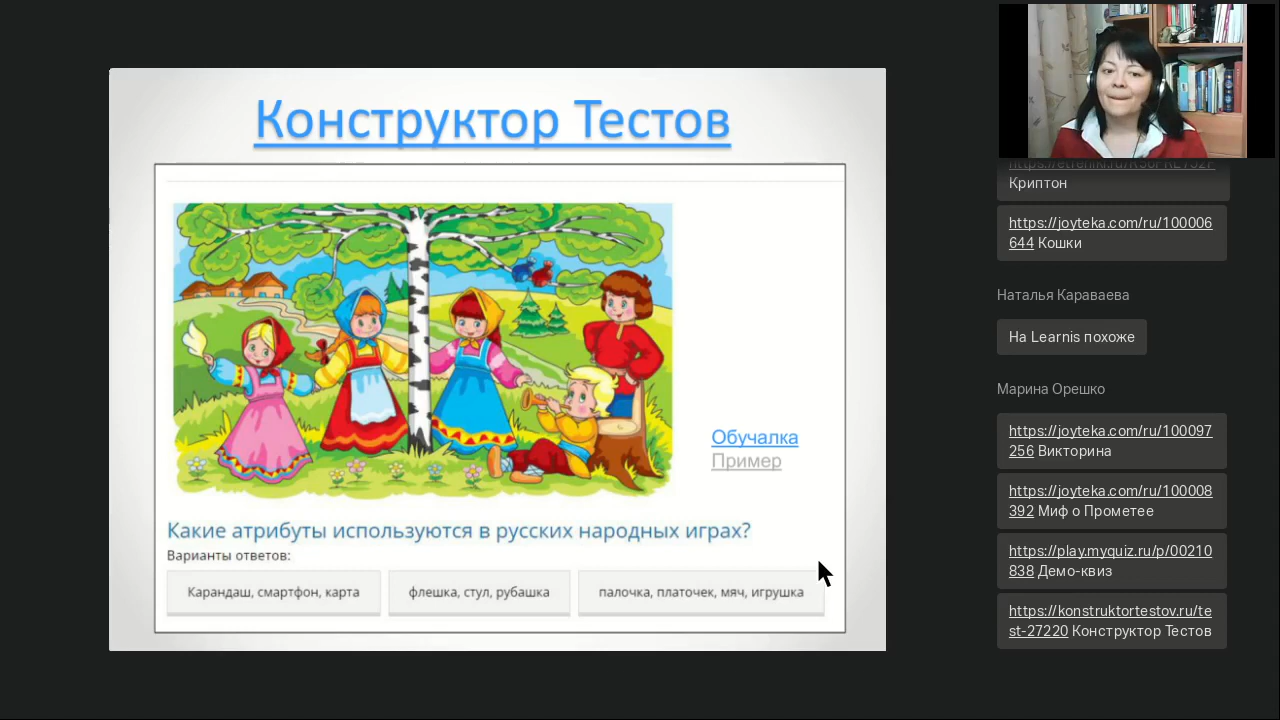 Конструктор Тестов
Обучалка
Пример
Какие атрибуты используются в русских народных играх?
Варианты ответов:
Карандаш, смартфон, карта
флешка, стул, рубашка
палочка, платочек, мяч, игрушка
Криптон
https://joyteka.com/ru/100006
644 Кошки
Наталья Караваева
На Learnis похоже
Марина Орешко
https://joyteka.com/ru/100097
256 Викторина
https://joyteka.com/ru/100008
392 Миф о Прометее
https://play.myquiz.ru/p/00210
838 Демо-квиз
https://konstruktortestov.ru/te
st-27220 Конструктор Тестов